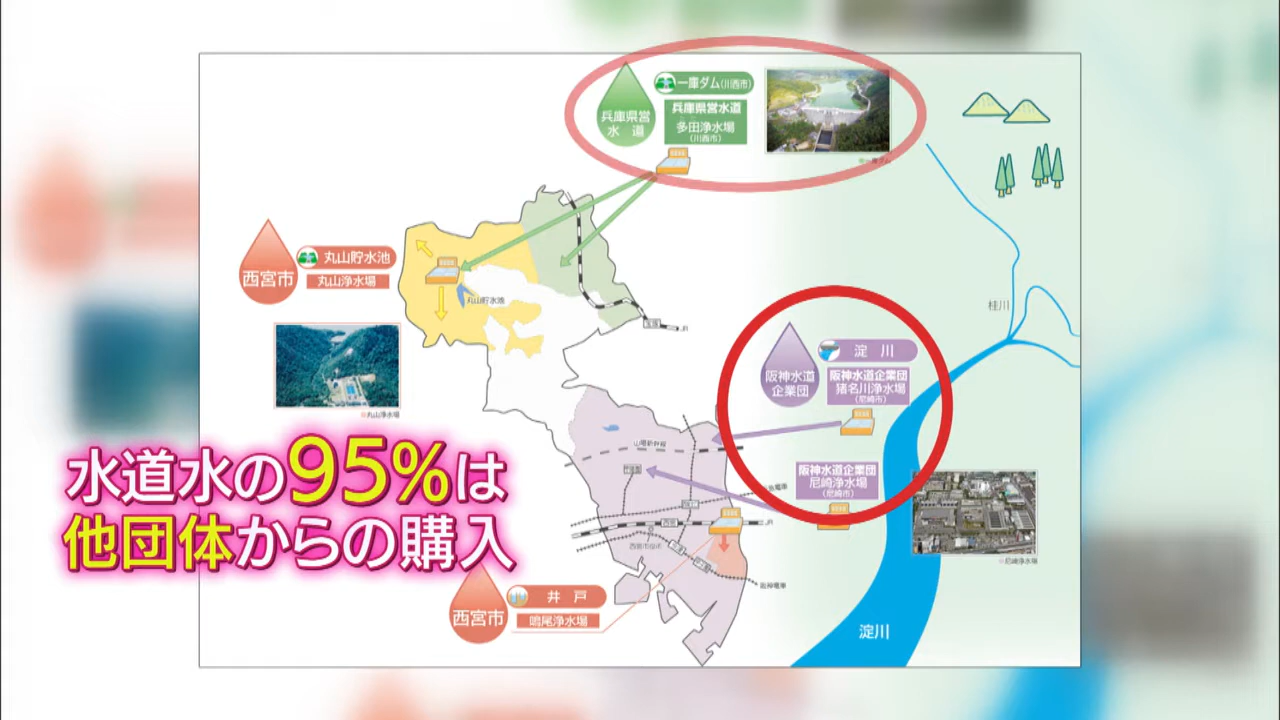 一庫ダム(川西市)
兵庫県営
水道
兵庫県営水道
多田浄水場
(川西市)
西宮市
丸山貯水池
丸山浄水場
丸山貯水池
JR
桂川
※丸山浄水場
阪神水道
企業団
淀川
阪神水道企業団
猪名川浄水場
(尼崎市)
山陽新幹線
水道水の95%は
他団体からの購入
阪神水道企業団
尼崎浄水場
(尼崎市)
JR
西宮市役所
※尼崎浄水場
阪神電車
西宮市
井戸
鳴尾浄水場
淀川